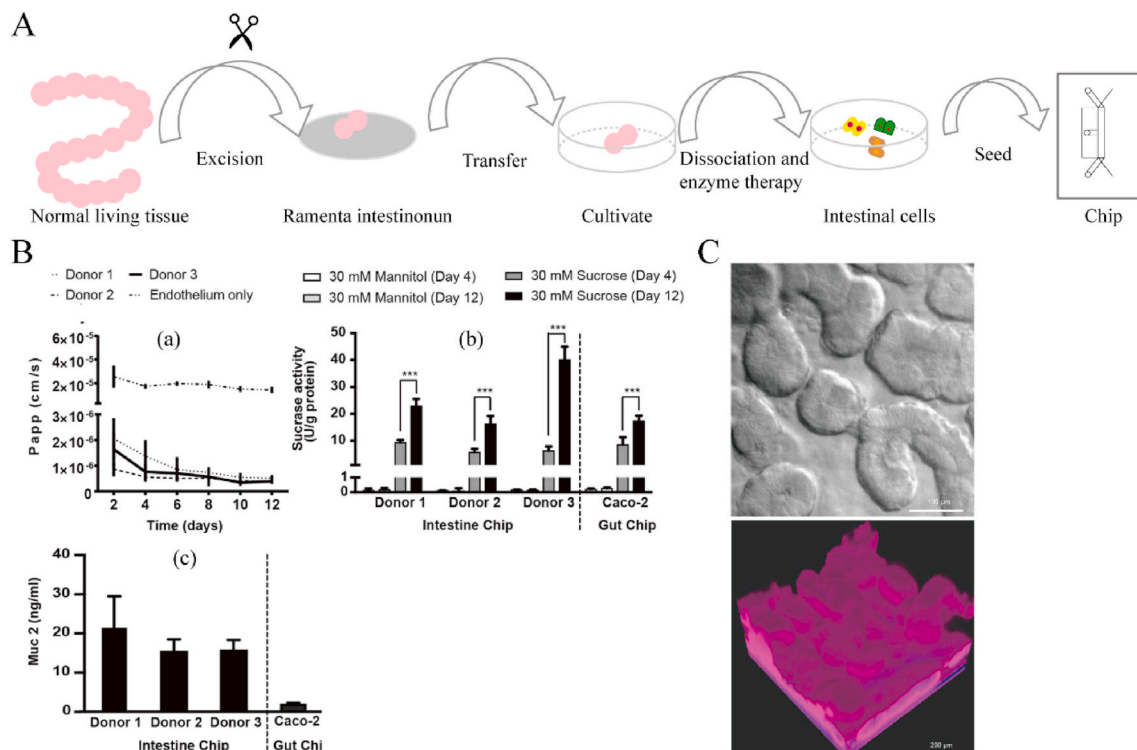 A
Excision
Transfer
Dissociation and
enzyme therapy
Seed
Normal living tissue
Ramenta intestinonun
Cultivate
Intestinal cells
Chip
B
Donor 1
Donor 3
Donor 2
Endothelium only
(a)
6×10⁻⁵
4×10⁻⁵
2×10⁻⁵
3×10⁻⁶
2×10⁻⁶
1×10⁻⁶
0
Papp (cm/s)
2 4 6 8 10 12
Time (days)
30 mM Mannitol (Day 4)
30 mM Sucrose (Day 4)
30 mM Mannitol (Day 12)
30 mM Sucrose (Day 12)
(b)
50
40
30
20
10
1
0
Sucrase activity
(U/g protein)
***
***
***
***
Donor 1 Donor 2 Donor 3 Caco-2
Intestine Chip Gut Chip
(c)
40
30
20
10
0
Muc 2 (ng/ml)
Donor 1 Donor 2 Donor 3 Caco-2
Intestine Chip Gut Chi
C
100 µm
200 µm